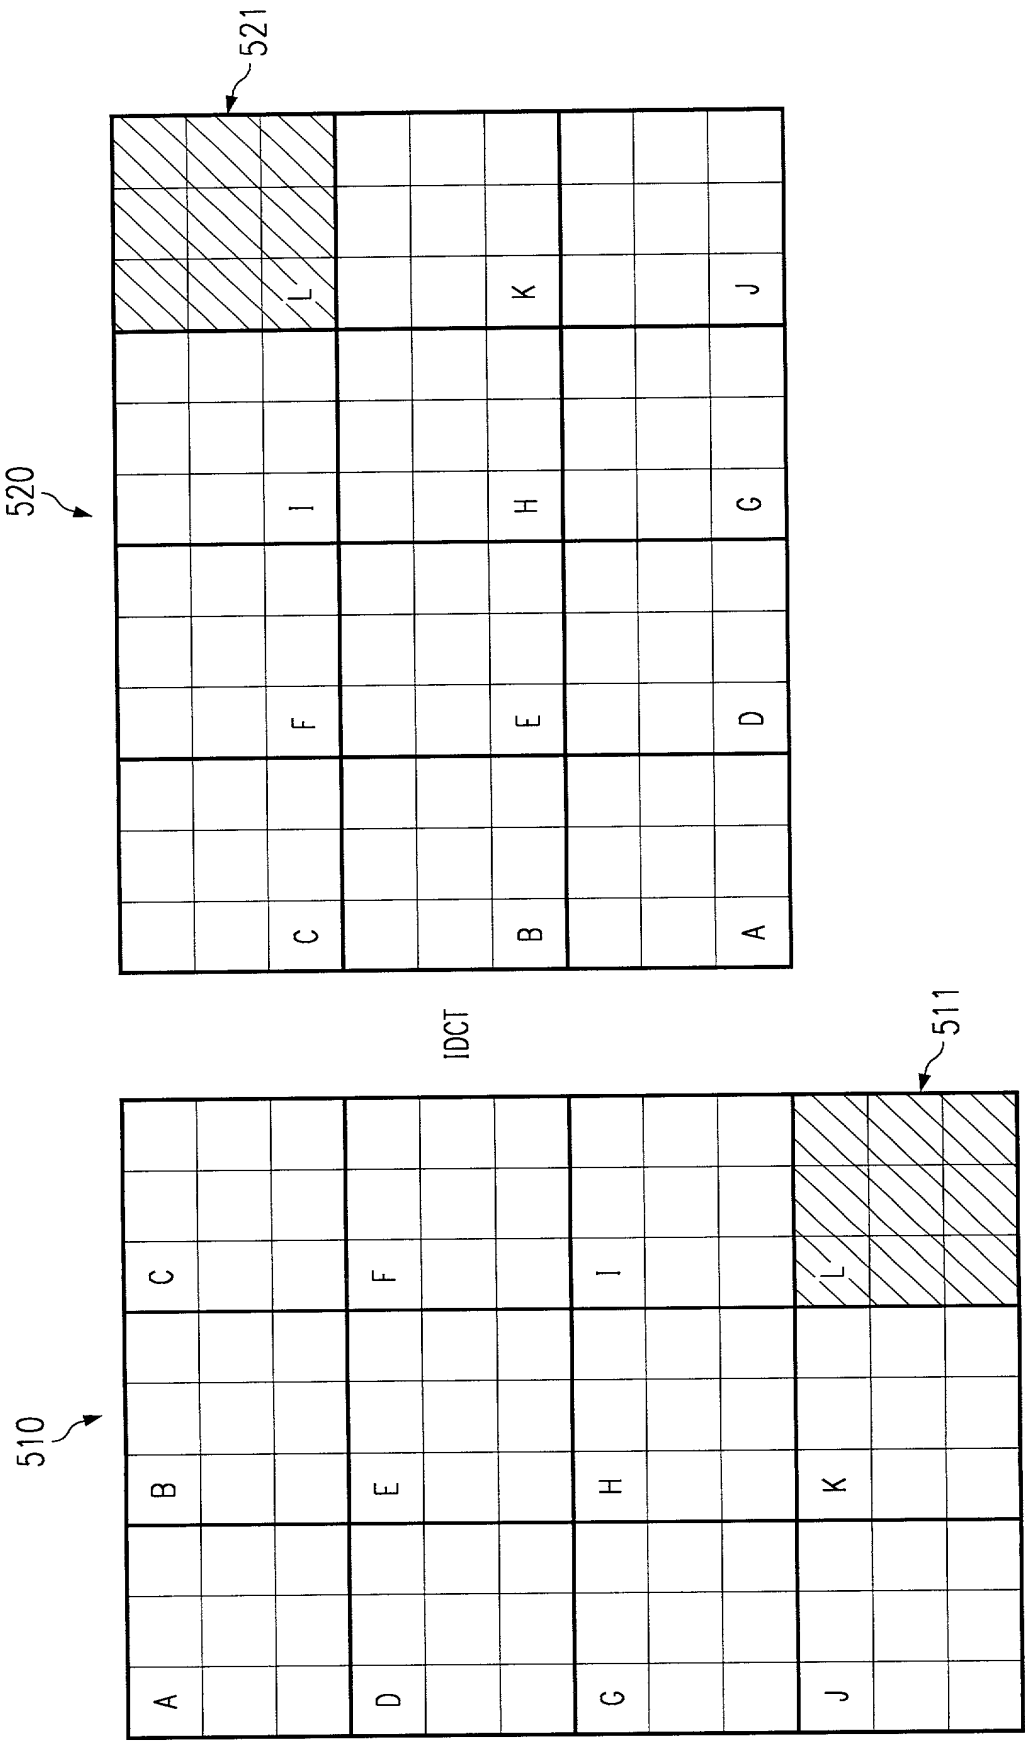 510
A B C
D E F
G H I
J K L
511
IDCT
520
521
C F I L
B E H K
A D G J